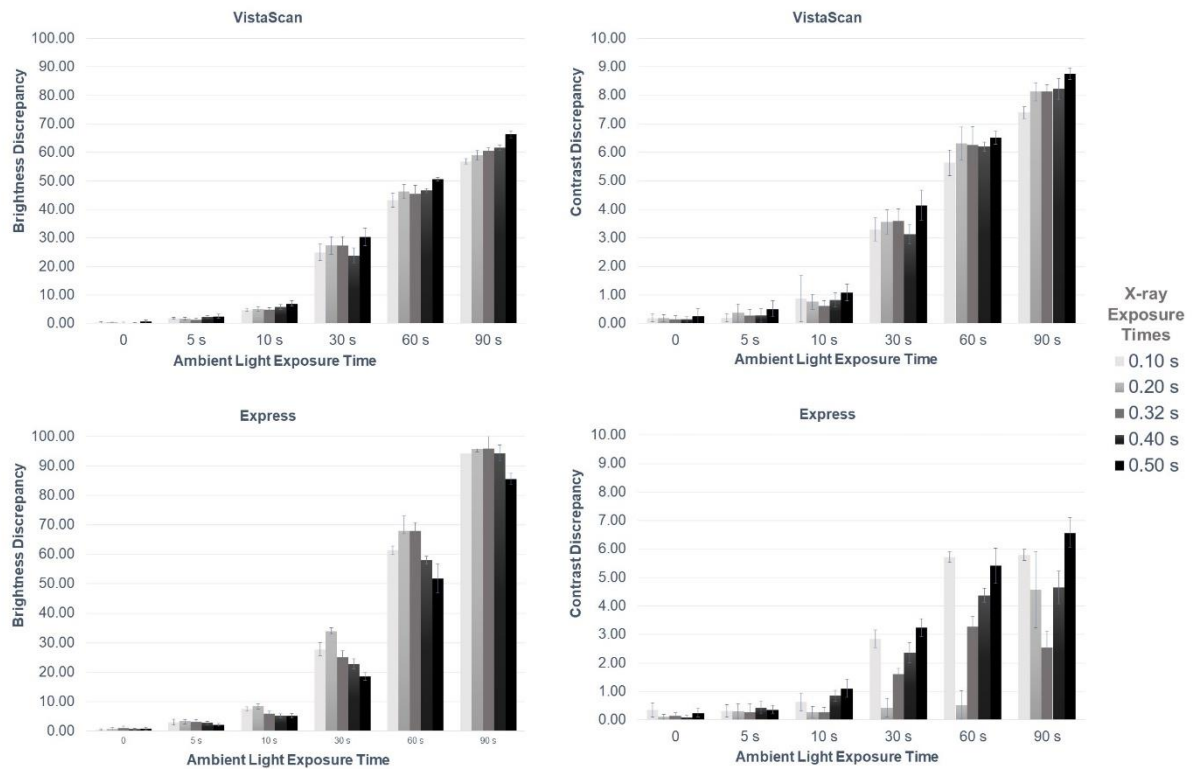 VistaScan
100.00
90.00
80.00
70.00
60.00
50.00
40.00
30.00
20.00
10.00
0.00
Brightness Discrepancy
0 5 s 10 s 30 s 60 s 90 s
Ambient Light Exposure Time
VistaScan
10.00
9.00
8.00
7.00
6.00
5.00
4.00
3.00
2.00
1.00
0.00
Contrast Discrepancy
0 5 s 10 s 30 s 60 s 90 s
Ambient Light Exposure Time
X-ray
Exposure
Times
0.10 s
0.20 s
0.32 s
0.40 s
0.50 s
Express
100.00
90.00
80.00
70.00
60.00
50.00
40.00
30.00
20.00
10.00
0.00
Brightness Discrepancy
0 5 s 10 s 30 s 60 s 90 s
Ambient Light Exposure Time
Express
10.00
9.00
8.00
7.00
6.00
5.00
4.00
3.00
2.00
1.00
0.00
Contrast Discrepancy
0 5 s 10 s 30 s 60 s 90 s
Ambient Light Exposure Time